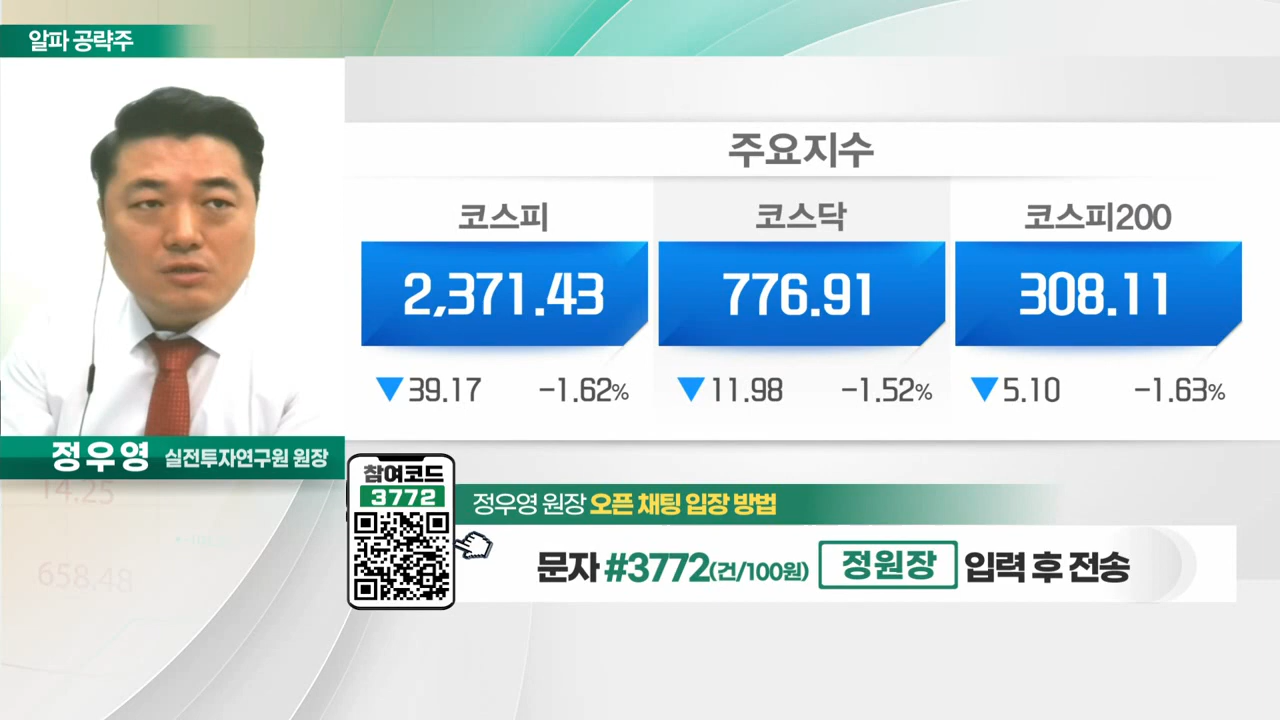 알파 공략주
주요지수
코스피 코스닥 코스피200
2,371.43 776.91 308.11
▼39.17 -1.62% ▼11.98 -1.52% ▼5.10 -1.63%
정우영 실전투자연구원 원장
14.25
658.48
참여코드
3772
정우영 원장 오픈 채팅 입장 방법
문자 #3772(건/100원) 정원장 입력 후 전송